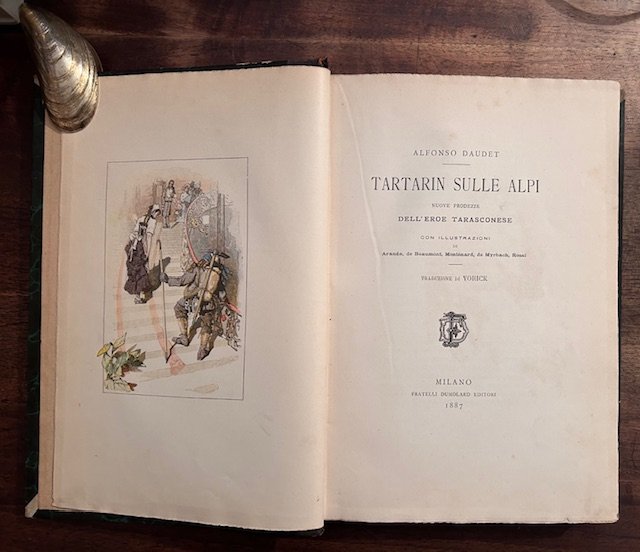 ALFONSO DAUDET
TARTARIN SULLE ALPI
NUOVE PRODEZZE
DELL'EROE TARASCONESE
CON ILLUSTRAZIONI
DI
Aranda, de Beaumont, Montenard, de Myrbach, Rossi
TRADUZIONE DI YORICK
MILANO
FRATELLI DUMOLARD EDITORI
1887